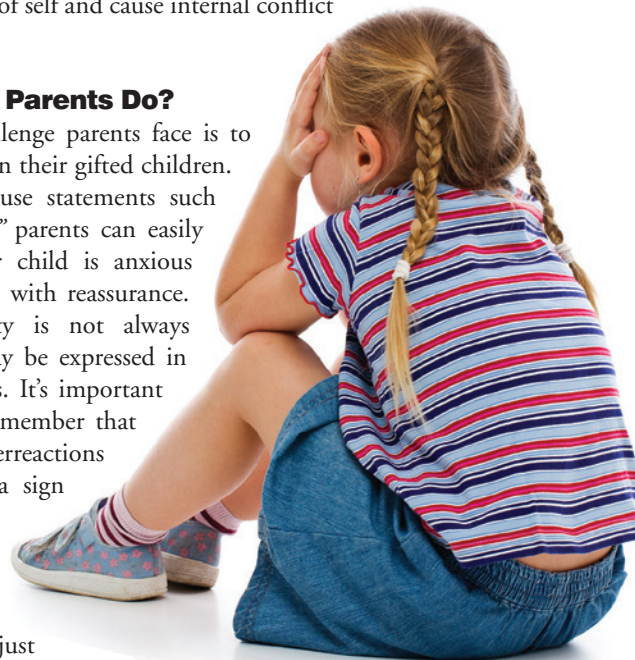 of self and cause internal conflict
Parents Do?
llenge parents face is to
n their gifted children.
use statements such
” parents can easily
r child is anxious
with reassurance.
ty is not always
y be expressed in
s. It’s important
member that
erreactions
a sign
just